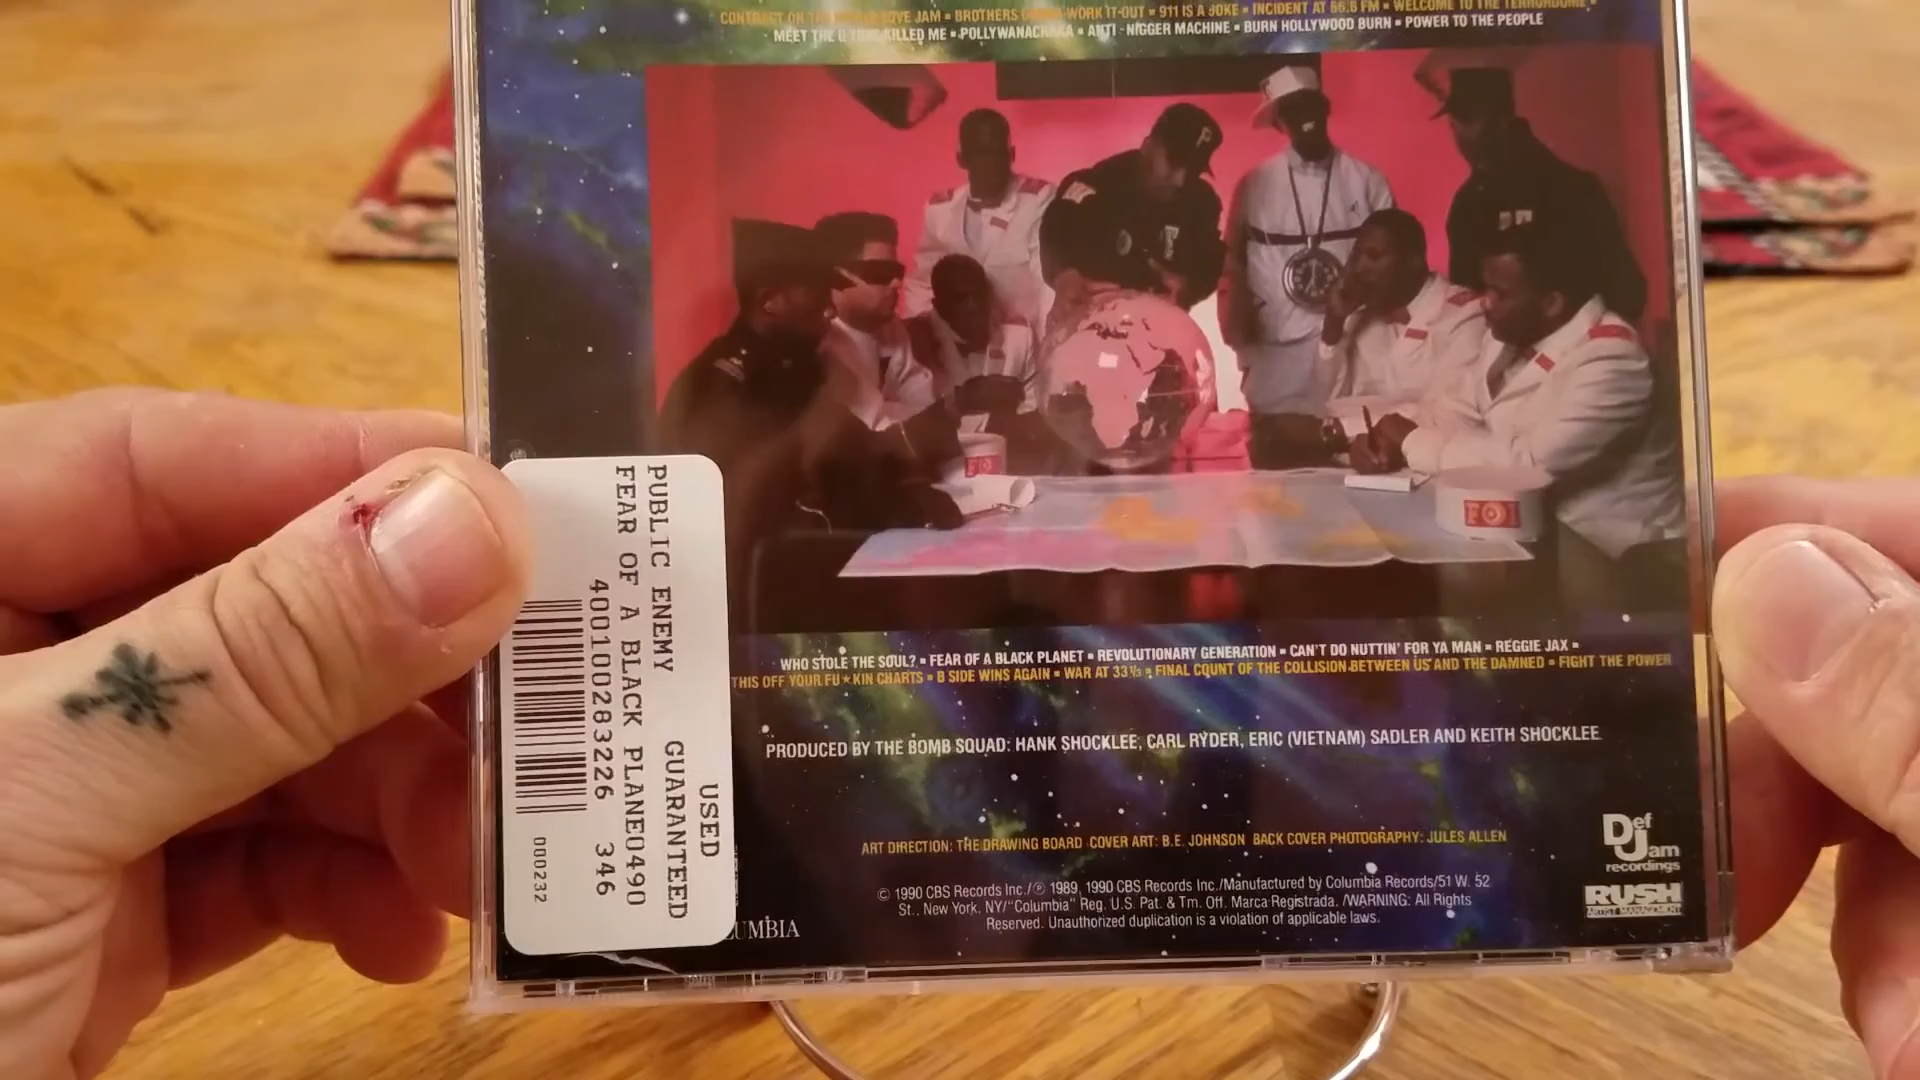 CONTRACT ON THE WORLD LOVE JAM ▪ BROTHERS GONNA WORK IT OUT ▪ 911 IS A JOKE ▪ INCIDENT AT 66.6 FM ▪ WELCOME TO THE TERRORDOME ▪
MEET THE G THAT KILLED ME ▪ POLLYWANACRAKA ▪ ANTI - NIGGER MACHINE ▪ BURN HOLLYWOOD BURN ▪ POWER TO THE PEOPLE
P
FOI
FOI
WHO STOLE THE SOUL? ▪ FEAR OF A BLACK PLANET ▪ REVOLUTIONARY GENERATION ▪ CAN'T DO NUTTIN' FOR YA MAN ▪ REGGIE JAX ▪
THIS OFF YOUR FU★KIN CHARTS ▪ B SIDE WINS AGAIN ▪ WAR AT 33⅓ ▪ FINAL COUNT OF THE COLLISION BETWEEN US AND THE DAMNED ▪ FIGHT THE POWER
PRODUCED BY THE BOMB SQUAD: HANK SHOCKLEE, CARL RYDER, ERIC (VIETNAM) SADLER AND KEITH SHOCKLEE
ART DIRECTION: THE DRAWING BOARD COVER ART: B.E. JOHNSON BACK COVER PHOTOGRAPHY: JULES ALLEN
© 1990 CBS Records Inc./℗ 1989, 1990 CBS Records Inc./Manufactured by Columbia Records/51 W. 52
St., New York, NY/"Columbia" Reg. U.S. Pat. & Tm. Off. Marca Registrada. /WARNING: All Rights
Reserved. Unauthorized duplication is a violation of applicable laws.
UMBIA
Def
Jam
recordings
RUSH
ARTIST MANAGEMENT
USED
GUARANTEED
PUBLIC ENEMY
FEAR OF A BLACK PLANE0490
4001000283226 346
000232